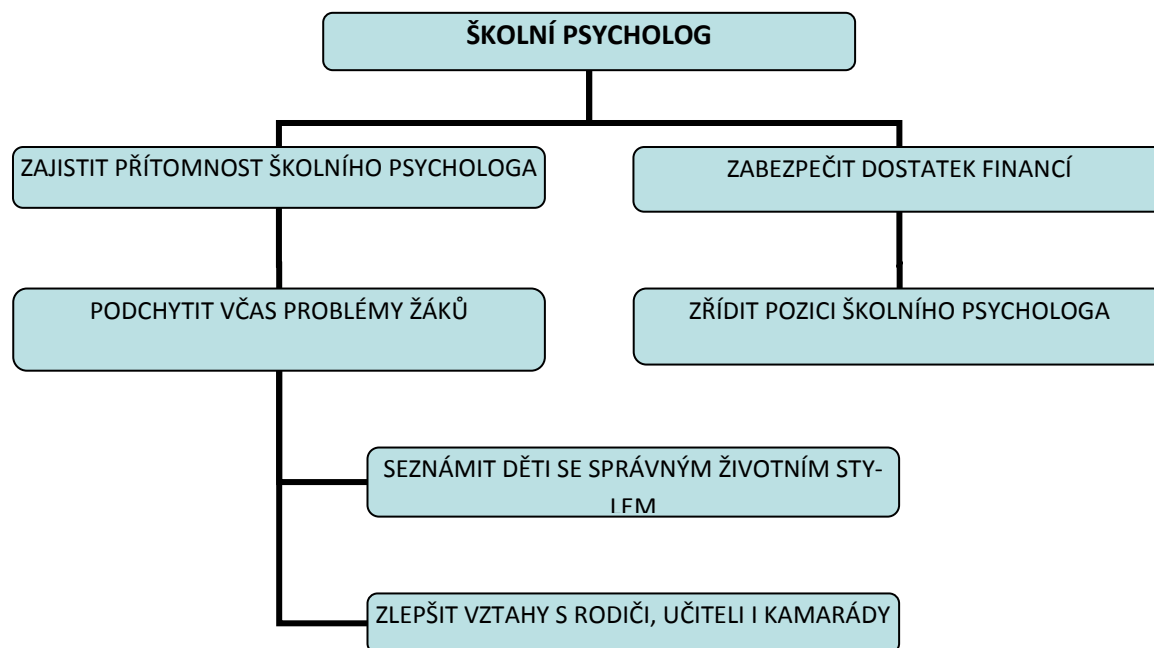 ŠKOLNÍ PSYCHOLOG
ZAJISTIT PŘÍTOMNOST ŠKOLNÍHO PSYCHOLOGA
ZABEZPEČIT DOSTATEK FINANCÍ
PODCHYTIT VČAS PROBLÉMY ŽÁKŮ
ZŘÍDIT POZICI ŠKOLNÍHO PSYCHOLOGA
SEZNÁMIT DĚTI SE SPRÁVNÝM ŽIVOTNÍM STY-
LEM
ZLEPŠIT VZTAHY S RODIČI, UČITELI I KAMARÁDY